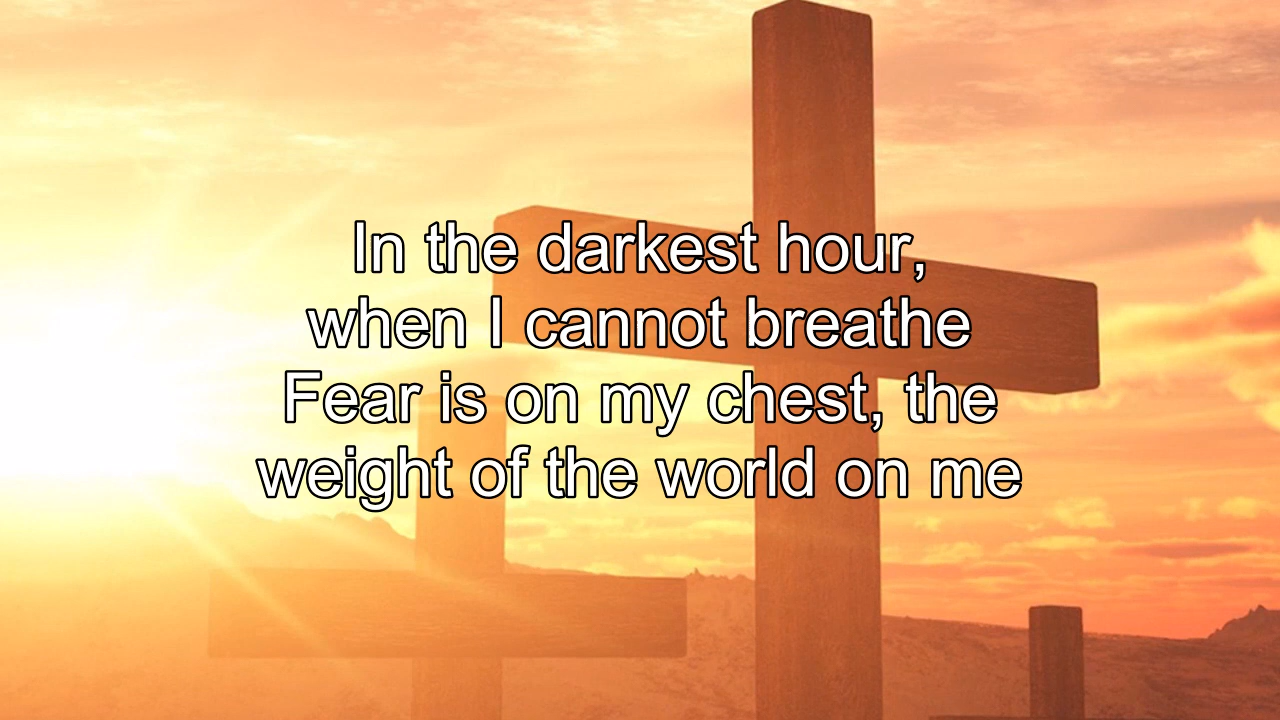 In the darkest hour,
when I cannot breathe
Fear is on my chest, the
weight of the world on me